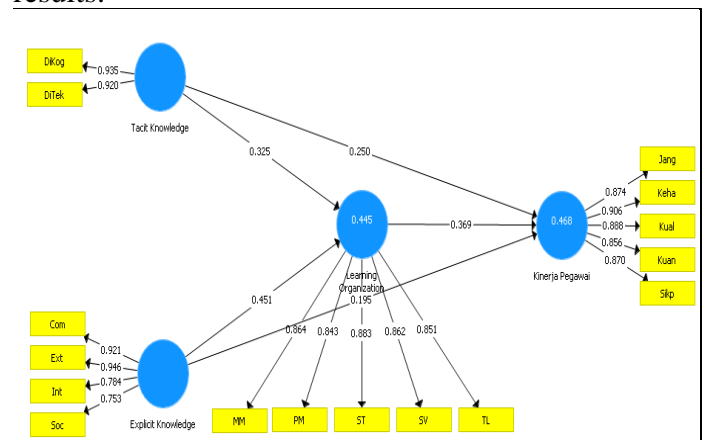 results.
DiKog
0.935
DiTek
0.920
Tacit Knowledge
0.325
0.250
Jang
0.874
Keha
0.906
0.445
0.369
0.468
Kual
0.888
0.856
Kuan
0.870
Sikp
Kinerja Pegawai
Learning
Organization
0.195
0.451
0.864
0.843
0.883
0.862
0.851
Com
0.921
Ext
0.946
Int
0.784
Soc
0.753
Explicit Knowledge
MM
PM
ST
SV
TL